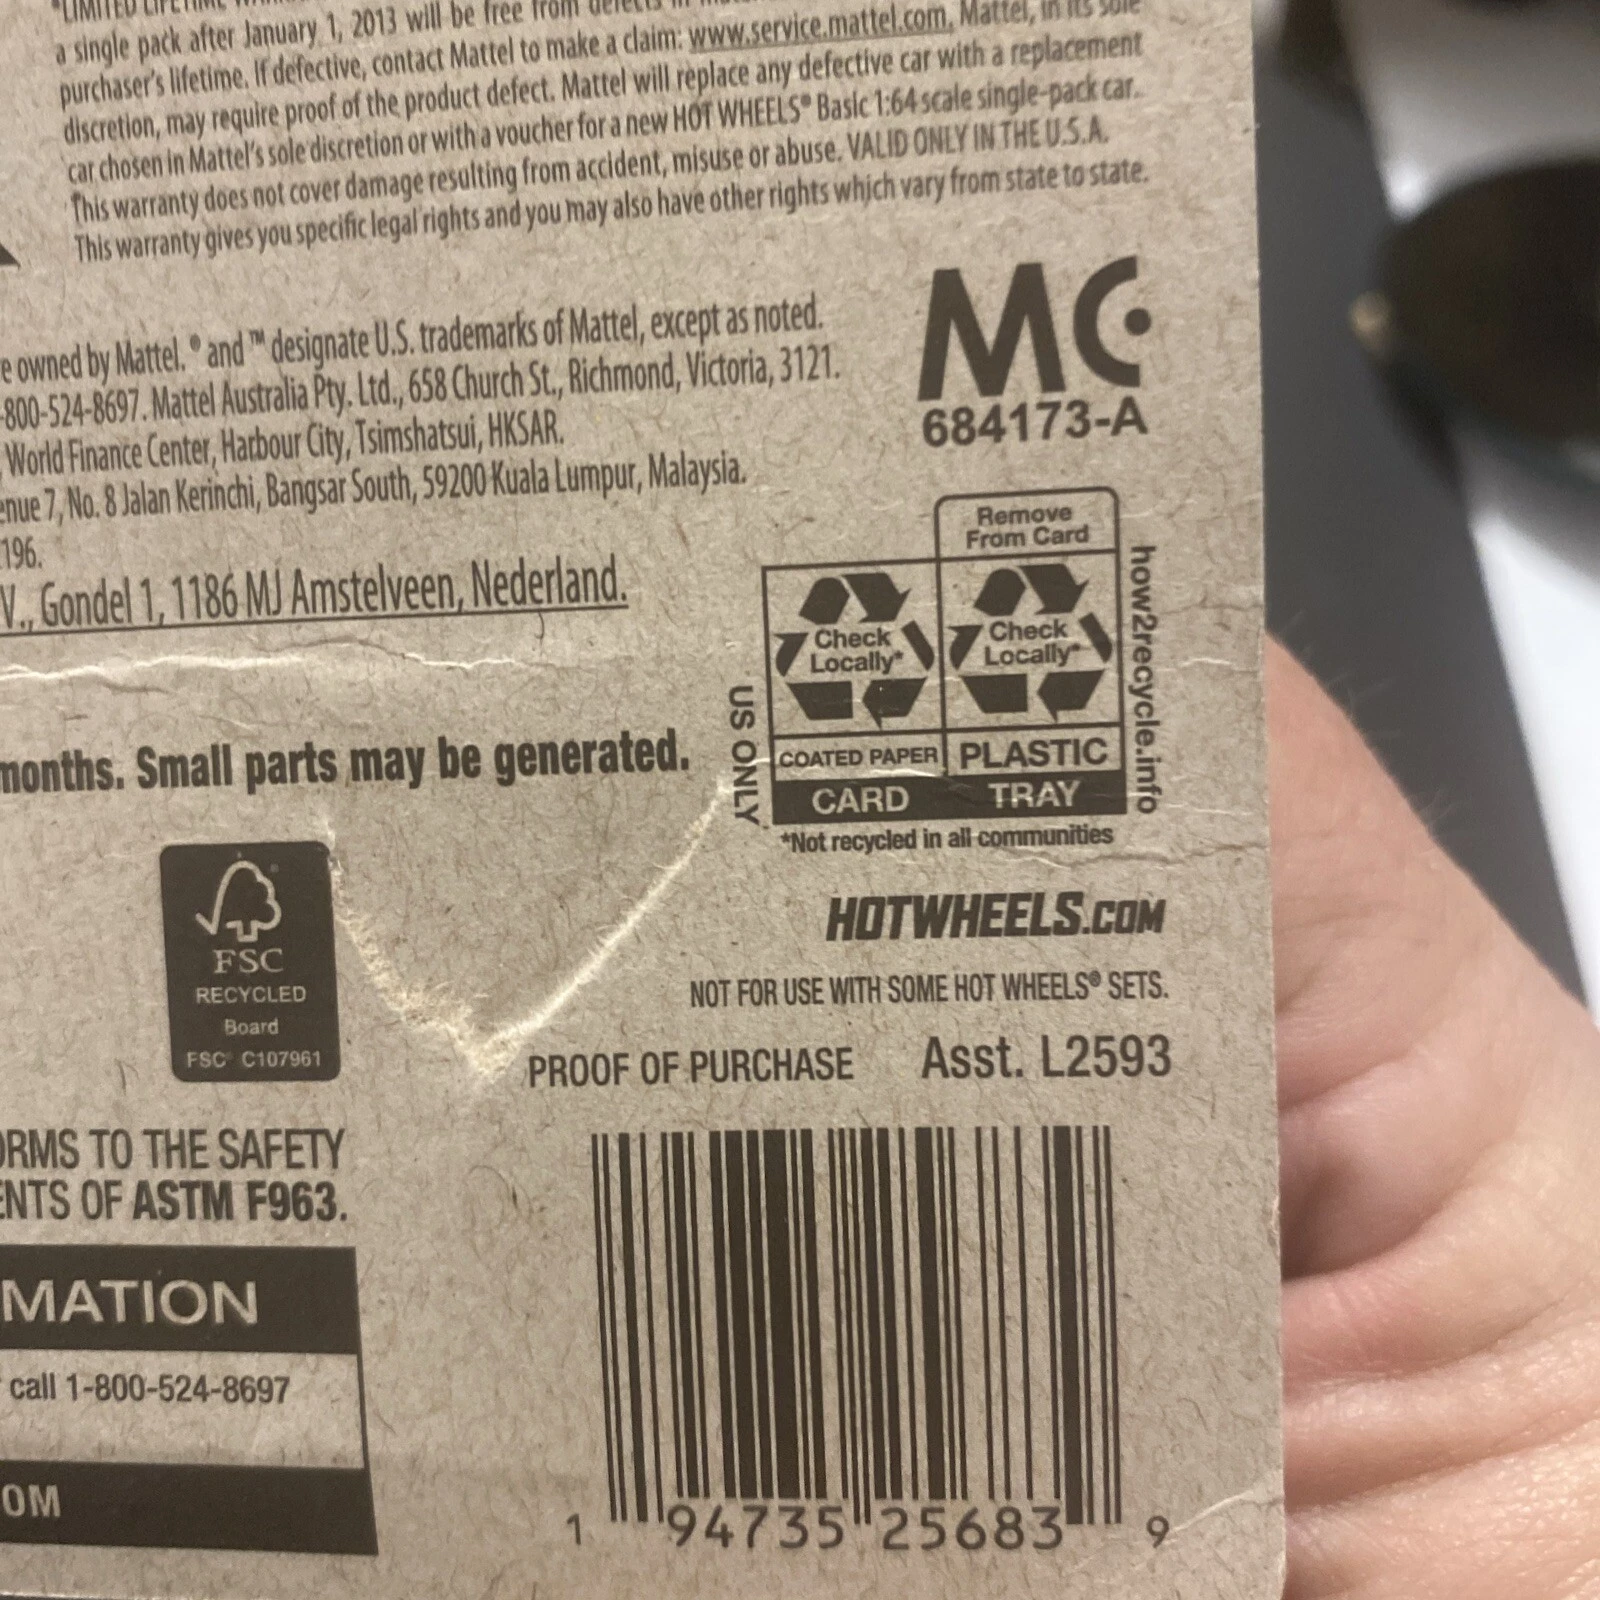 *LIMITED LIFETIME
a single pack after January 1, 2013 will be free from defects in
purchaser's lifetime. If defective, contact Mattel to make a claim: www.service.mattel.com. Mattel, in its sole
discretion, may require proof of the product defect. Mattel will replace any defective car with a replacement
car chosen in Mattel's sole discretion or with a voucher for a new HOT WHEELS® Basic 1:64 scale single-pack car.
This warranty does not cover damage resulting from accident, misuse or abuse. VALID ONLY IN THE U.S.A.
This warranty gives you specific legal rights and you may also have other rights which vary from state to state.
e owned by Mattel. ® and ™ designate U.S. trademarks of Mattel, except as noted.
-800-524-8697. Mattel Australia Pty. Ltd., 658 Church St., Richmond, Victoria, 3121.
World Finance Center, Harbour City, Tsimshatsui, HKSAR.
enue 7, No. 8 Jalan Kerinchi, Bangsar South, 59200 Kuala Lumpur, Malaysia.
196.
V., Gondel 1, 1186 MJ Amstelveen, Nederland.
MC
684173-A
Remove
From Card
Check
Locally*
Check
Locally*
COATED PAPER
PLASTIC
CARD
TRAY
US ONLY
how2recycle.info
*Not recycled in all communities
months. Small parts may be generated.
FSC
RECYCLED
Board
FSC® C107961
HOTWHEELS.COM
NOT FOR USE WITH SOME HOT WHEELS® SETS.
PROOF OF PURCHASE Asst. L2593
ORMS TO THE SAFETY
ENTS OF ASTM F963.
MATION
call 1-800-524-8697
OM
1 94735 25683 9